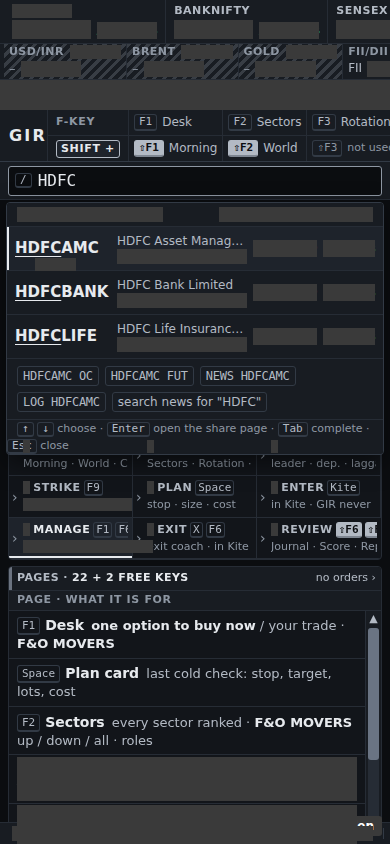 BANKNIFTY
SENSEX
USD/INR
BRENT
GOLD
FII/DII
–
–
–
FII
GIR
F-KEY
F1 Desk
F2 Sectors
F3 Rotation
SHIFT +
⇧F1 Morning
⇧F2 World
⇧F3 not used
/ HDFC
HDFCAMC
HDFC Asset Manag…
HDFCBANK
HDFC Bank Limited
HDFCLIFE
HDFC Life Insuranc…
HDFCAMC OC
HDFCAMC FUT
NEWS HDFCAMC
LOG HDFCAMC
search news for "HDFC"
↑ ↓ choose · Enter open the share page · Tab complete ·
Esc close
Morning · World · C
Sectors · Rotation ·
leader · dep. · lagg
› STRIKE F9
› PLAN Space
stop · size · cost
› ENTER Kite
in Kite · GIR never
› MANAGE F1 F6
› EXIT X F6
xit coach · in Kite
› REVIEW ⇧F6
Journal · Score · Rep
PAGES · 22 + 2 FREE KEYS
no orders ›
PAGE · WHAT IT IS FOR
F1 Desk one option to buy now / your trade ·
F&O MOVERS
Space Plan card last cold check: stop, target,
lots, cost
F2 Sectors every sector ranked · F&O MOVERS
up / down / all · roles